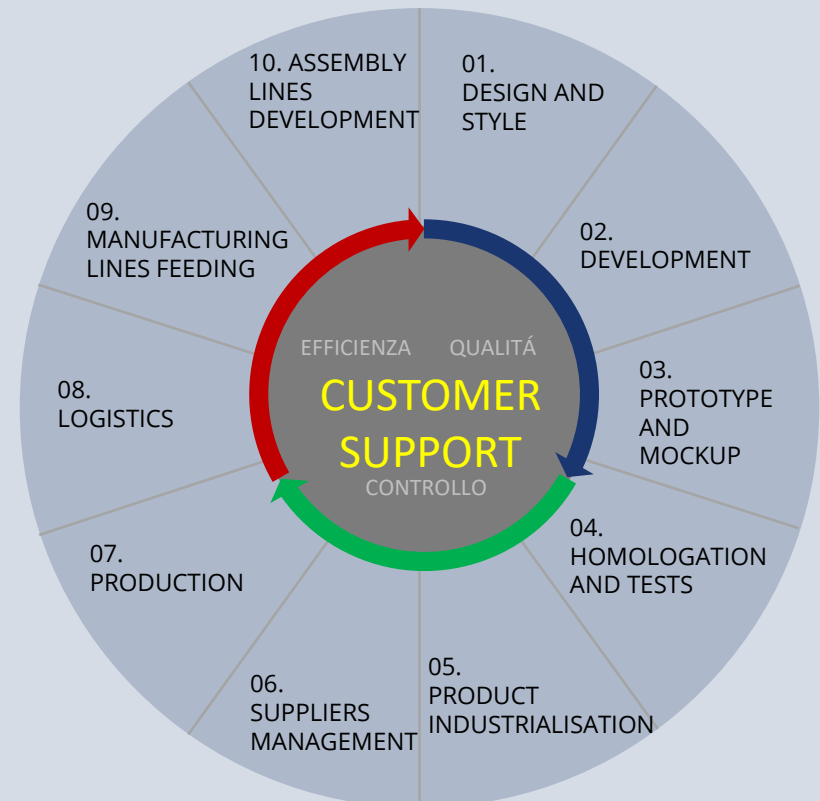 01.
DESIGN AND
STYLE
02.
DEVELOPMENT
03.
PROTOTYPE
AND
MOCKUP
04.
HOMOLOGATION
AND TESTS
05.
PRODUCT
INDUSTRIALISATION
06.
SUPPLIERS
MANAGEMENT
07.
PRODUCTION
08.
LOGISTICS
09.
MANUFACTURING
LINES FEEDING
10. ASSEMBLY
LINES
DEVELOPMENT
EFFICIENZA QUALITÁ
CUSTOMER
SUPPORT
CONTROLLO